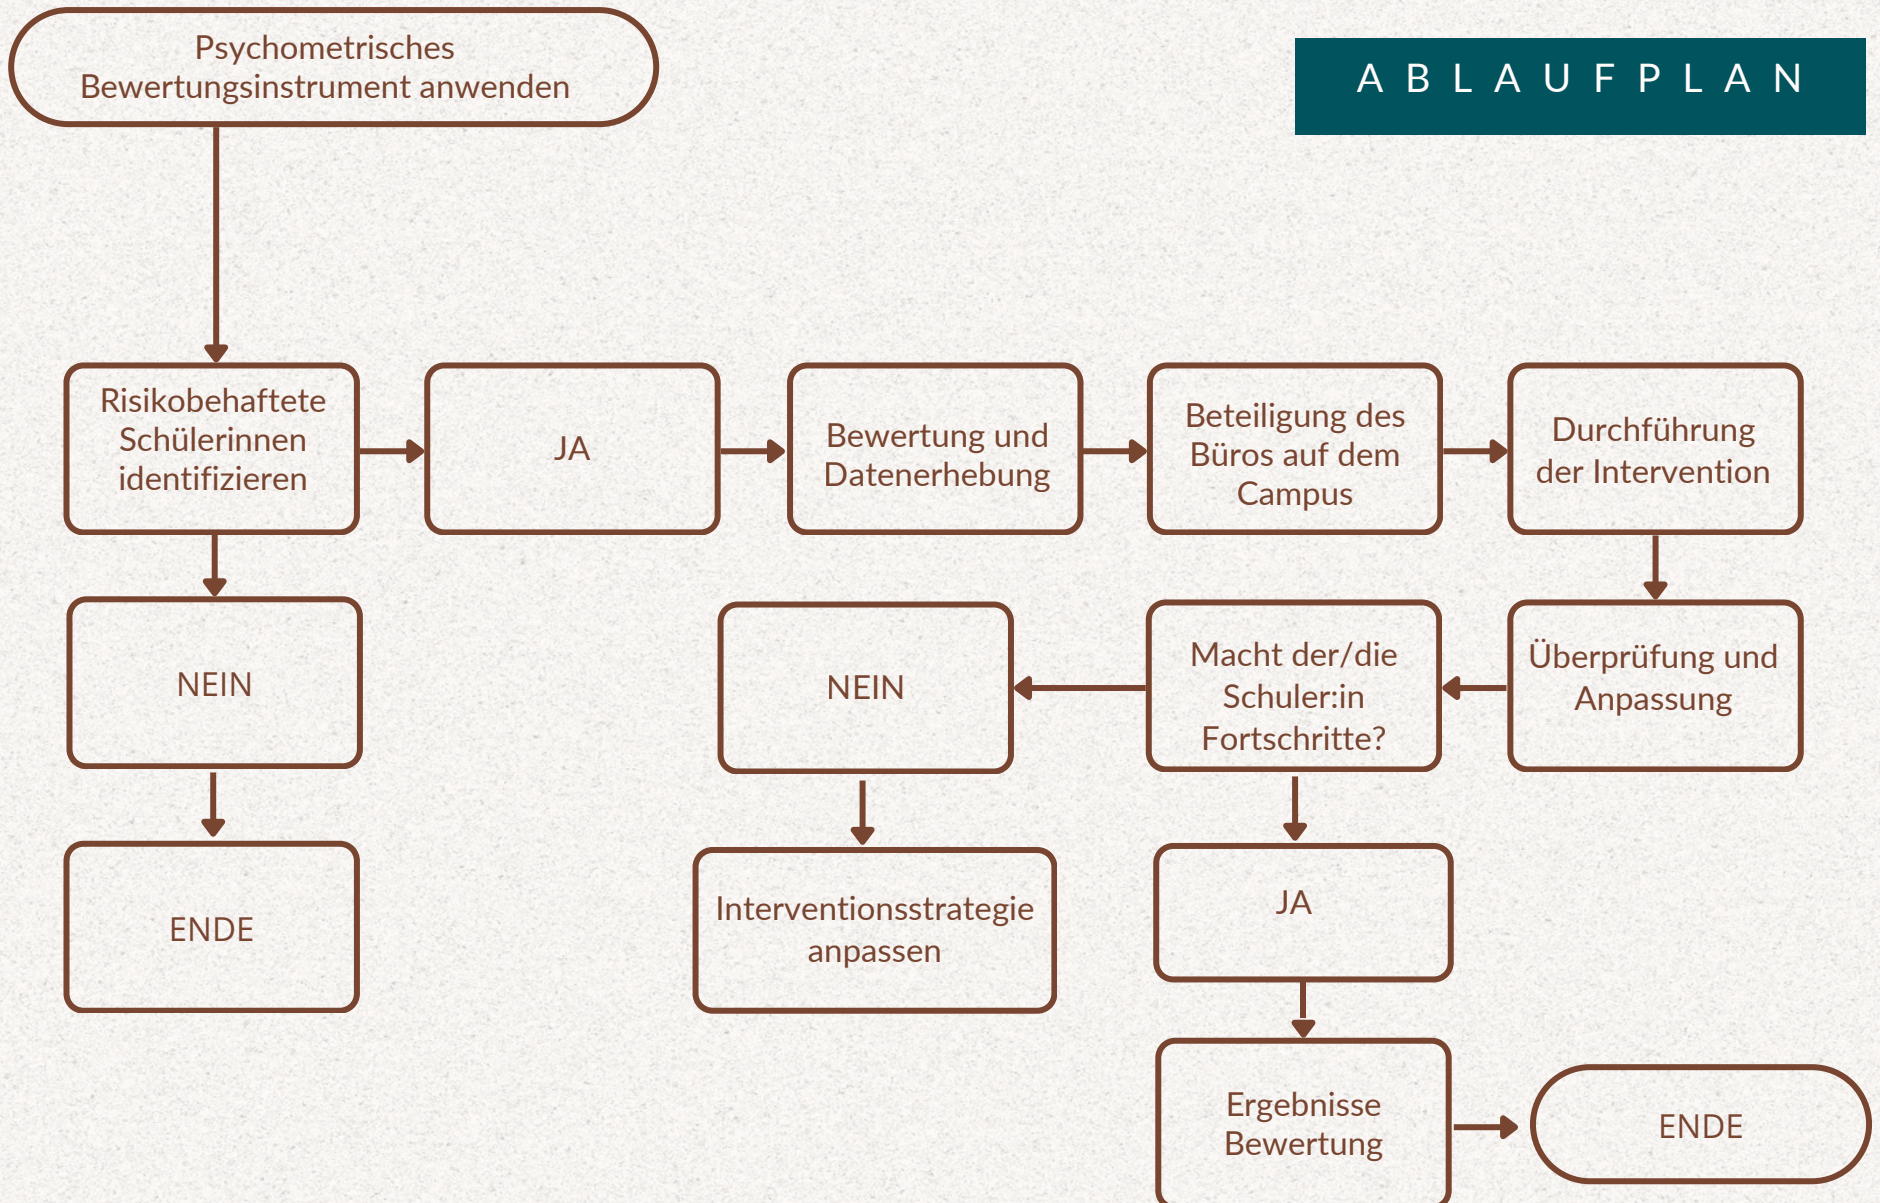 Psychometrisches
Bewertungsinstrument anwenden
ABLAUFPLAN
Risikobehaftete
Schülerinnen
identifizieren
JA
Bewertung und
Datenerhebung
Beteiligung des
Büros auf dem
Campus
Durchführung
der Intervention
NEIN
NEIN
Macht der/die
Schuler:in
Fortschritte?
Überprüfung und
Anpassung
ENDE
Interventionsstrategie
anpassen
JA
Ergebnisse
Bewertung
ENDE